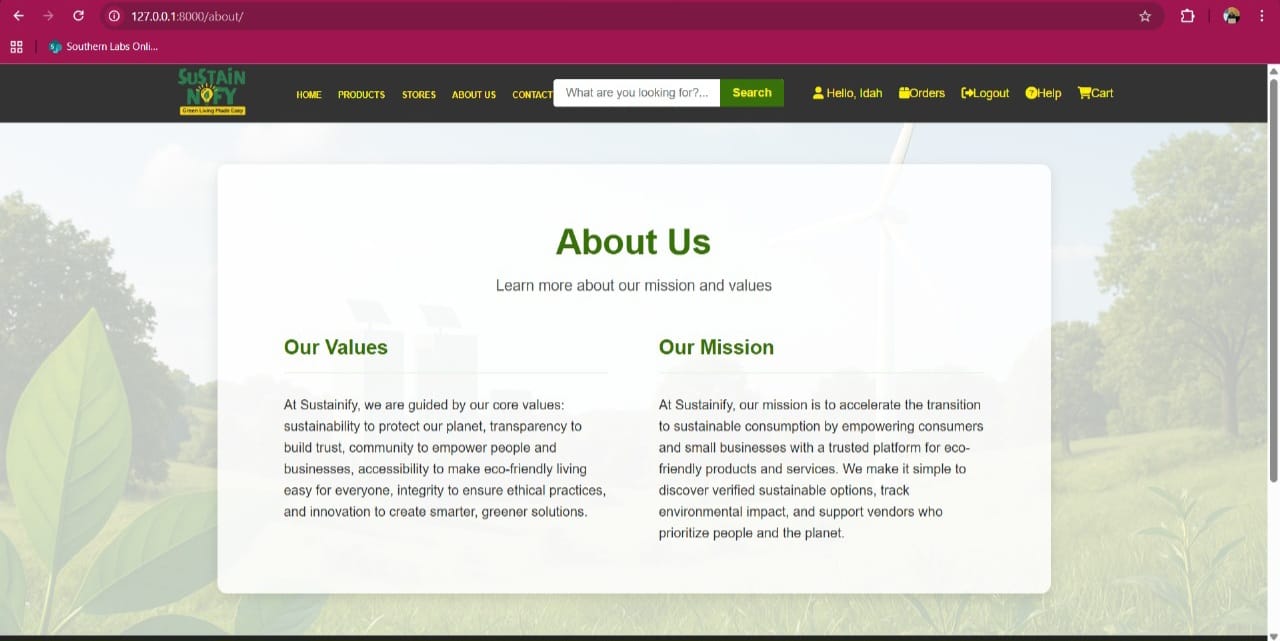 127.0.0.1:8000/about/
Southern Labs Onli...
SUSTAIN
NFY
Green Living Made Easy
HOME PRODUCTS STORES ABOUT US CONTACT What are you looking for?... Search Hello, Idah Orders Logout Help Cart
About Us
Learn more about our mission and values
Our Values
At Sustainify, we are guided by our core values:
sustainability to protect our planet, transparency to
build trust, community to empower people and
businesses, accessibility to make eco-friendly living
easy for everyone, integrity to ensure ethical practices,
and innovation to create smarter, greener solutions.
Our Mission
At Sustainify, our mission is to accelerate the transition
to sustainable consumption by empowering consumers
and small businesses with a trusted platform for eco-
friendly products and services. We make it simple to
discover verified sustainable options, track
environmental impact, and support vendors who
prioritize people and the planet.